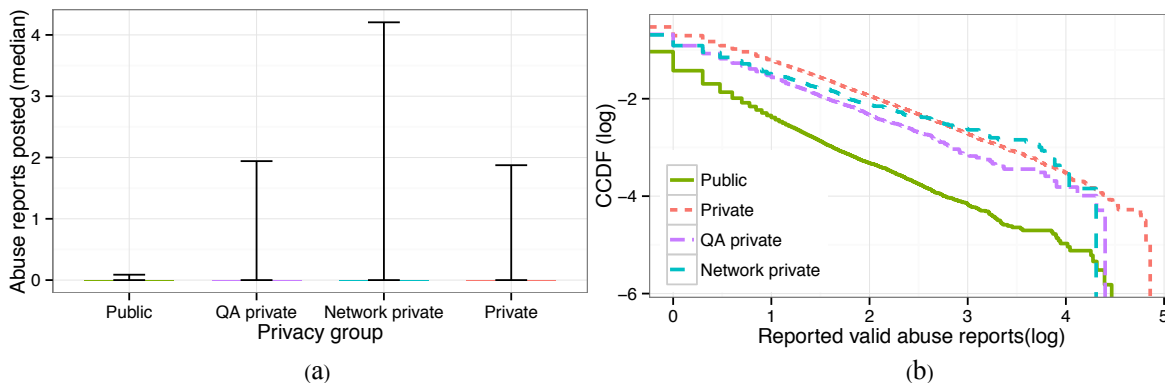 Abuse reports posted (median)
4
3
2
1
0
Public
QA private
Network private
Private
Privacy group
(a)
CCDF (log)
−2
−4
−6
Public
Private
QA private
Network private
0
1
2
3
4
5
Reported valid abuse reports(log)
(b)